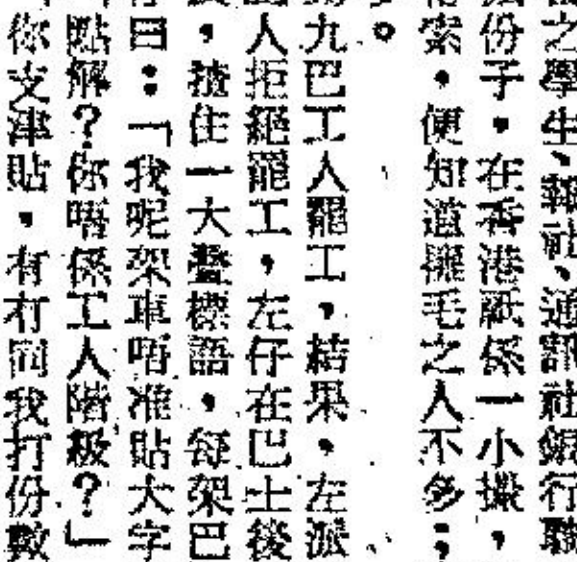 之學生、報社、通訊社銀行聯
份子，在香港祇係一小撮，
索，便知道擁毛之人不多；
。
九巴工人罷工，結果，左派
人拒絕罷工，左仔在巴士後
，揸住一大疊標語，每架巴
曰：「我呢架車唔准貼大字
點解？你唔係工人階級？」
你支津貼，有冇同我打份數